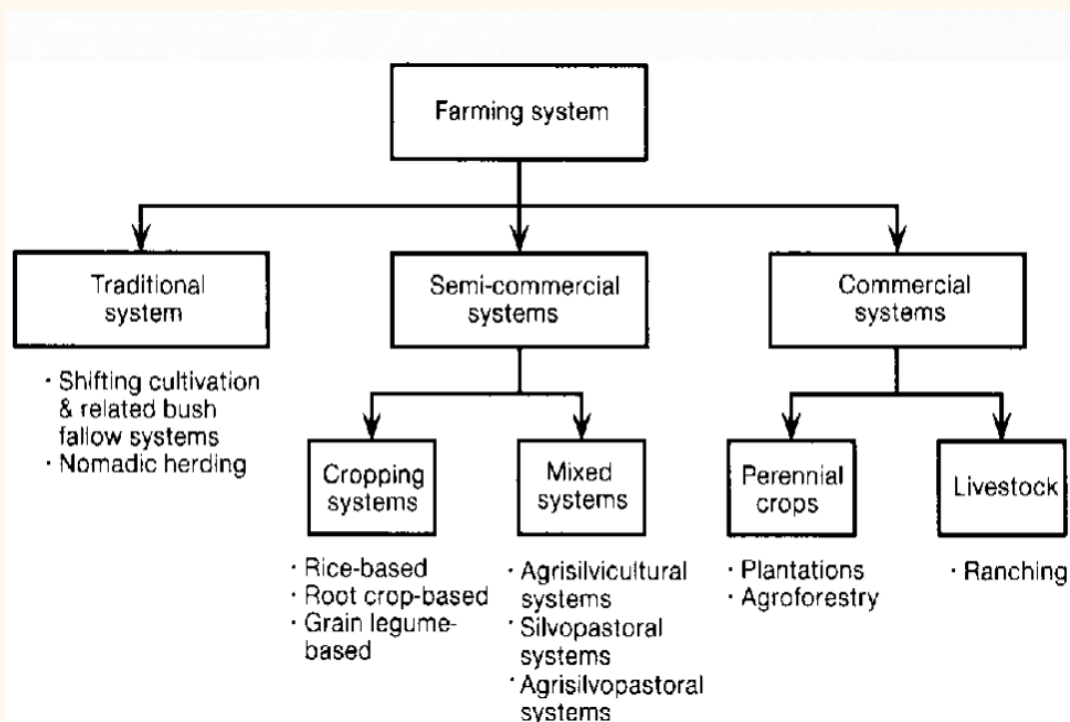 Farming system
Traditional
system
Semi-commercial
systems
Commercial
systems
· Shifting cultivation
& related bush
fallow systems
· Nomadic herding
Cropping
systems
Mixed
systems
Perennial
crops
Livestock
· Rice-based
· Root crop-based
· Grain legume-
based
· Agrisilvicultural
systems
· Silvopastoral
systems
· Agrisilvopastoral
systems
· Plantations
· Agroforestry
· Ranching